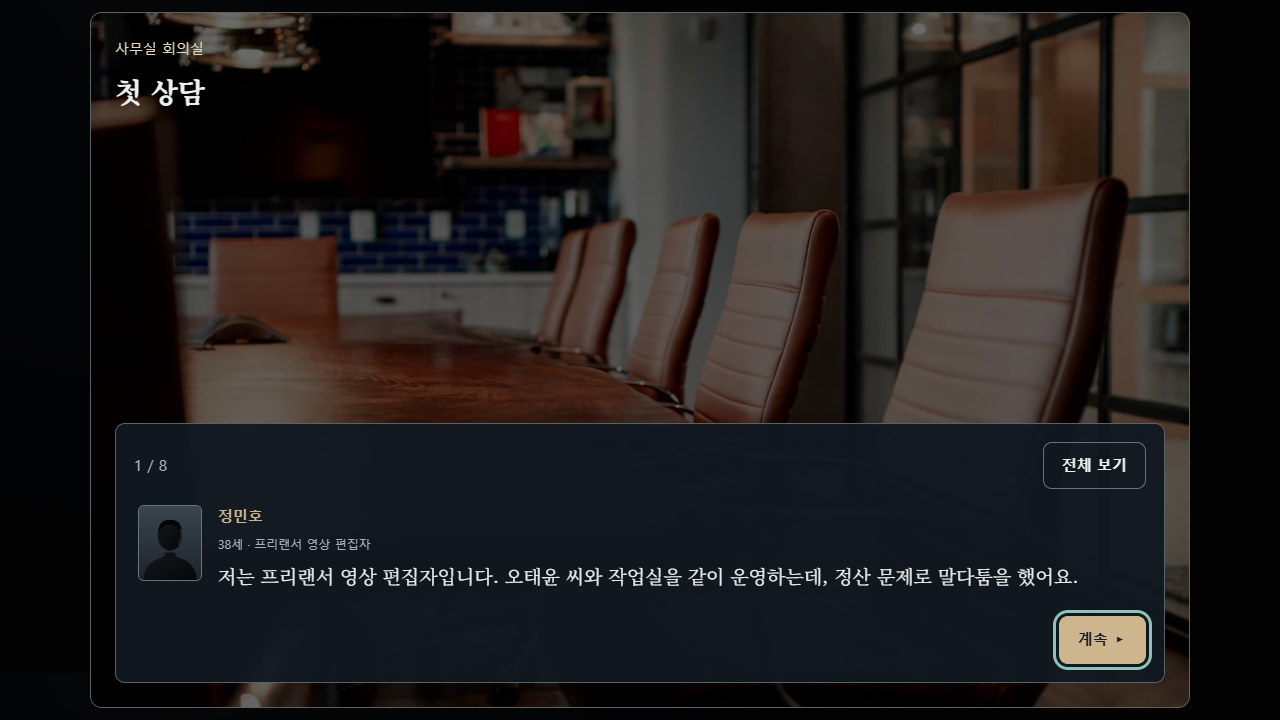 사무실 회의실
첫 상담
1 / 8
전체 보기
정민호
38세 · 프리랜서 영상 편집자
저는 프리랜서 영상 편집자입니다. 오태윤 씨와 작업실을 같이 운영하는데, 정산 문제로 말다툼을 했어요.
계속 ▸